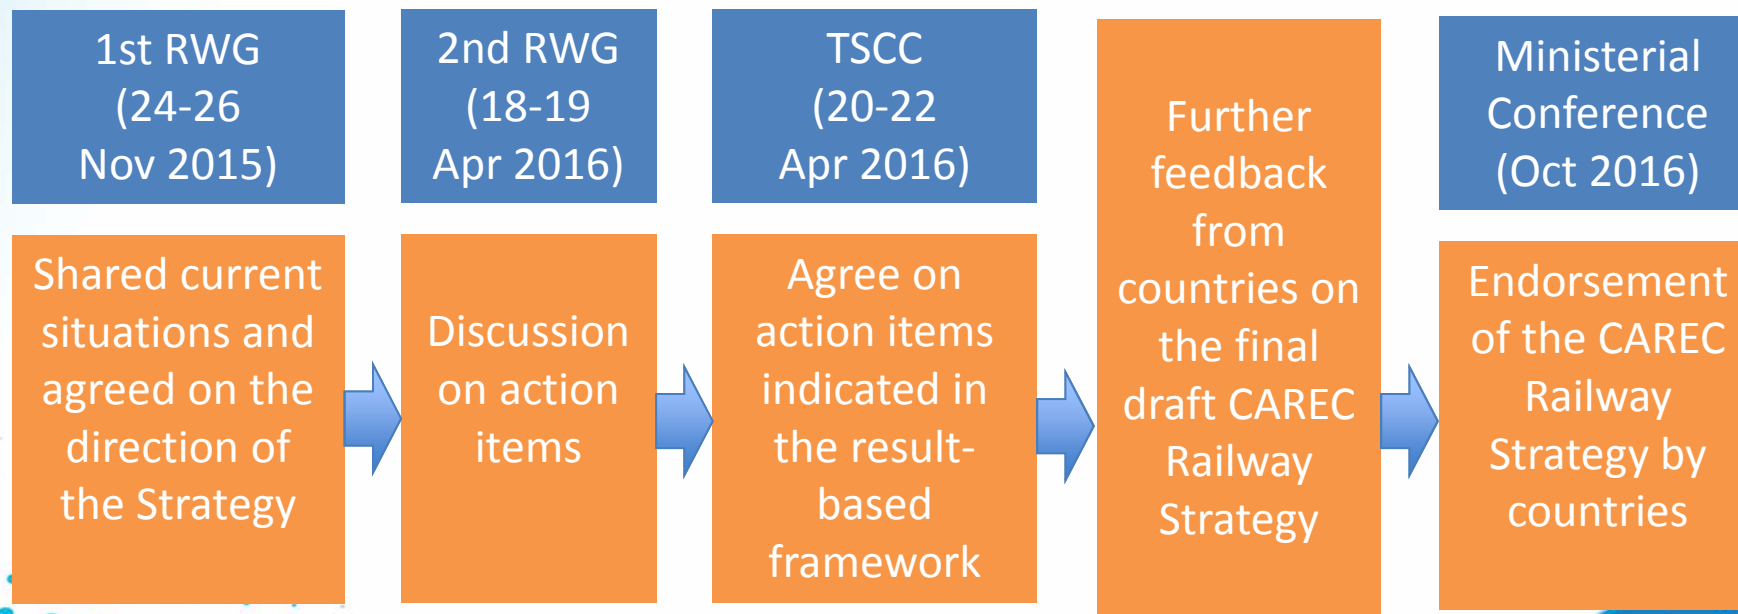 1st RWG
(24-26
Nov 2015)
Shared current
situations and
agreed on the
direction of
the Strategy
2nd RWG
(18-19
Apr 2016)
Discussion
on action
items
TSCC
(20-22
Apr 2016)
Agree on
action items
indicated in
the result-
based
framework
Further
feedback
from
countries on
the final
draft CAREC
Railway
Strategy
Ministerial
Conference
(Oct 2016)
Endorsement
of the CAREC
Railway
Strategy by
countries